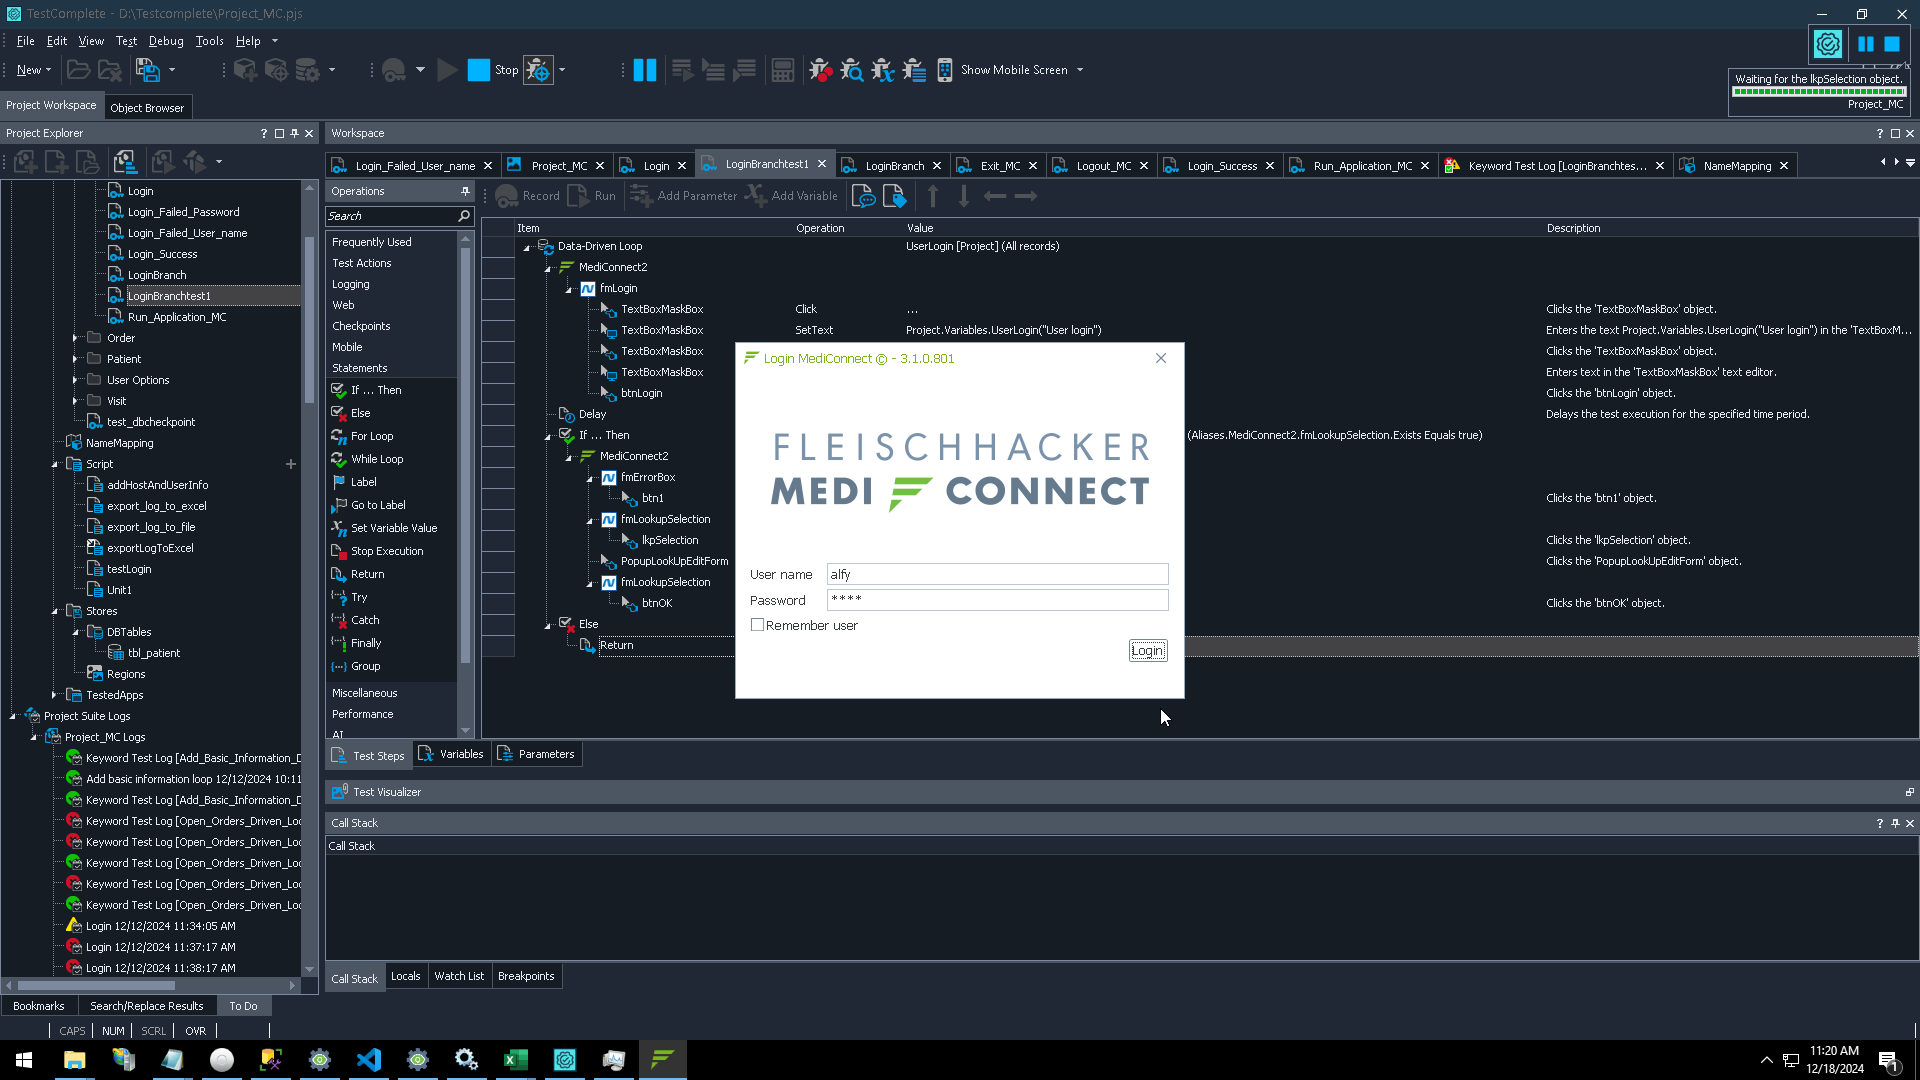 TestComplete - D:\Testcomplete\Project_MC.pjs
File Edit View Test Debug Tools Help
New Stop Show Mobile Screen
Waiting for the lkpSelection object.
Project_MC
Project Workspace Object Browser
Project Explorer
Workspace
Login_Failed_User_name Project_MC Login LoginBranchtest1 LoginBranch Exit_MC Logout_MC Login_Success Run_Application_MC Keyword Test Log [LoginBranchtes... NameMapping
Login
Login_Failed_Password
Login_Failed_User_name
Login_Success
LoginBranch
LoginBranchtest1
Run_Application_MC
Order
Patient
User Options
Visit
test_dbcheckpoint
NameMapping
Script
addHostAndUserInfo
export_log_to_excel
export_log_to_file
exportLogToExcel
testLogin
Unit1
Stores
DBTables
tbl_patient
Regions
TestedApps
Project Suite Logs
Project_MC Logs
Keyword Test Log [Add_Basic_Information_D
Add basic information loop 12/12/2024 10:11
Keyword Test Log [Add_Basic_Information_D
Keyword Test Log [Open_Orders_Driven_Loo
Keyword Test Log [Open_Orders_Driven_Loo
Keyword Test Log [Open_Orders_Driven_Loo
Keyword Test Log [Open_Orders_Driven_Loo
Keyword Test Log [Open_Orders_Driven_Loo
Login 12/12/2024 11:34:05 AM
Login 12/12/2024 11:37:17 AM
Login 12/12/2024 11:38:17 AM
Bookmarks Search/Replace Results To Do
CAPS NUM SCRL OVR
Operations
Search
Frequently Used
Test Actions
Logging
Web
Checkpoints
Mobile
Statements
If ... Then
Else
For Loop
While Loop
Label
Go to Label
Set Variable Value
Stop Execution
Return
Try
Catch
Finally
Group
Miscellaneous
Performance
AI
Record Run Add Parameter Add Variable
Item Operation Value Description
Data-Driven Loop UserLogin [Project] (All records)
MediConnect2
fmLogin
TextBoxMaskBox Click ... Clicks the 'TextBoxMaskBox' object.
TextBoxMaskBox SetText Project.Variables.UserLogin("User login") Enters the text Project.Variables.UserLogin("User login") in the 'TextBoxM...
TextBoxMaskBox Clicks the 'TextBoxMaskBox' object.
TextBoxMaskBox Enters text in the 'TextBoxMaskBox' text editor.
btnLogin Clicks the 'btnLogin' object.
Delay Delays the test execution for the specified time period.
If ... Then (Aliases.MediConnect2.fmLookupSelection.Exists Equals true)
MediConnect2
fmErrorBox
btn1 Clicks the 'btn1' object.
fmLookupSelection
lkpSelection Clicks the 'lkpSelection' object.
PopupLookUpEditForm Clicks the 'PopupLookUpEditForm' object.
fmLookupSelection
btnOK Clicks the 'btnOK' object.
Else
Return
Login MediConnect © - 3.1.0.801
FLEISCHHACKER
MEDI CONNECT
User name alfy
Password ****
Remember user
Login
Test Steps Variables Parameters
Test Visualizer
Call Stack
Call Stack
Call Stack Locals Watch List Breakpoints
11:20 AM
12/18/2024
1